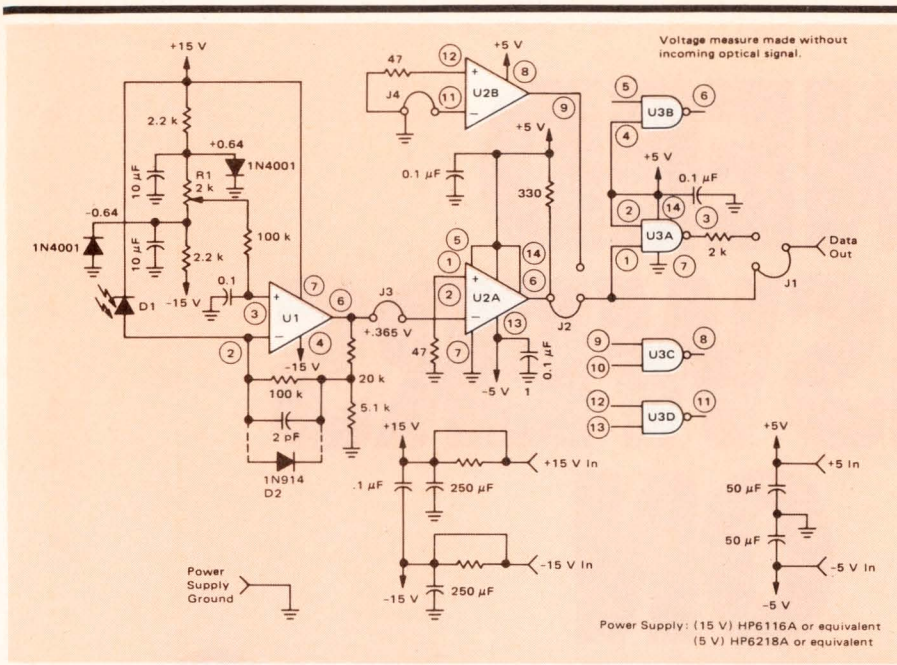 Voltage measure made without
incoming optical signal.
+15 V
2.2 k
+0.64
1N4001
10 µF
R1
2 k
-0.64
1N4001
10 µF
2.2 k
100 k
-15 V
D1
0.1
3
2
U1
7
6
4
-15 V
+.365 V
J3
100 k
20 k
2 pF
5.1 k
1N914
D2
47
J4
12
11
+5 V
8
U2B
9
+5 V
0.1 µF
330
5
14
1
2
U2A
6
13
7
47
-5 V
0.1 µF
1
J2
5
4
U3B
6
+5 V
0.1 µF
2
14
3
U3A
1
7
2 k
Data
Out
J1
9
10
U3C
8
12
13
U3D
11
+15 V
+15 V In
.1 µF
250 µF
-15 V In
-15 V
250 µF
+5V
+5 In
50 µF
50 µF
-5 V In
-5 V
Power
Supply
Ground
Power Supply: (15 V) HP6116A or equivalent
(5 V) HP6218A or equivalent